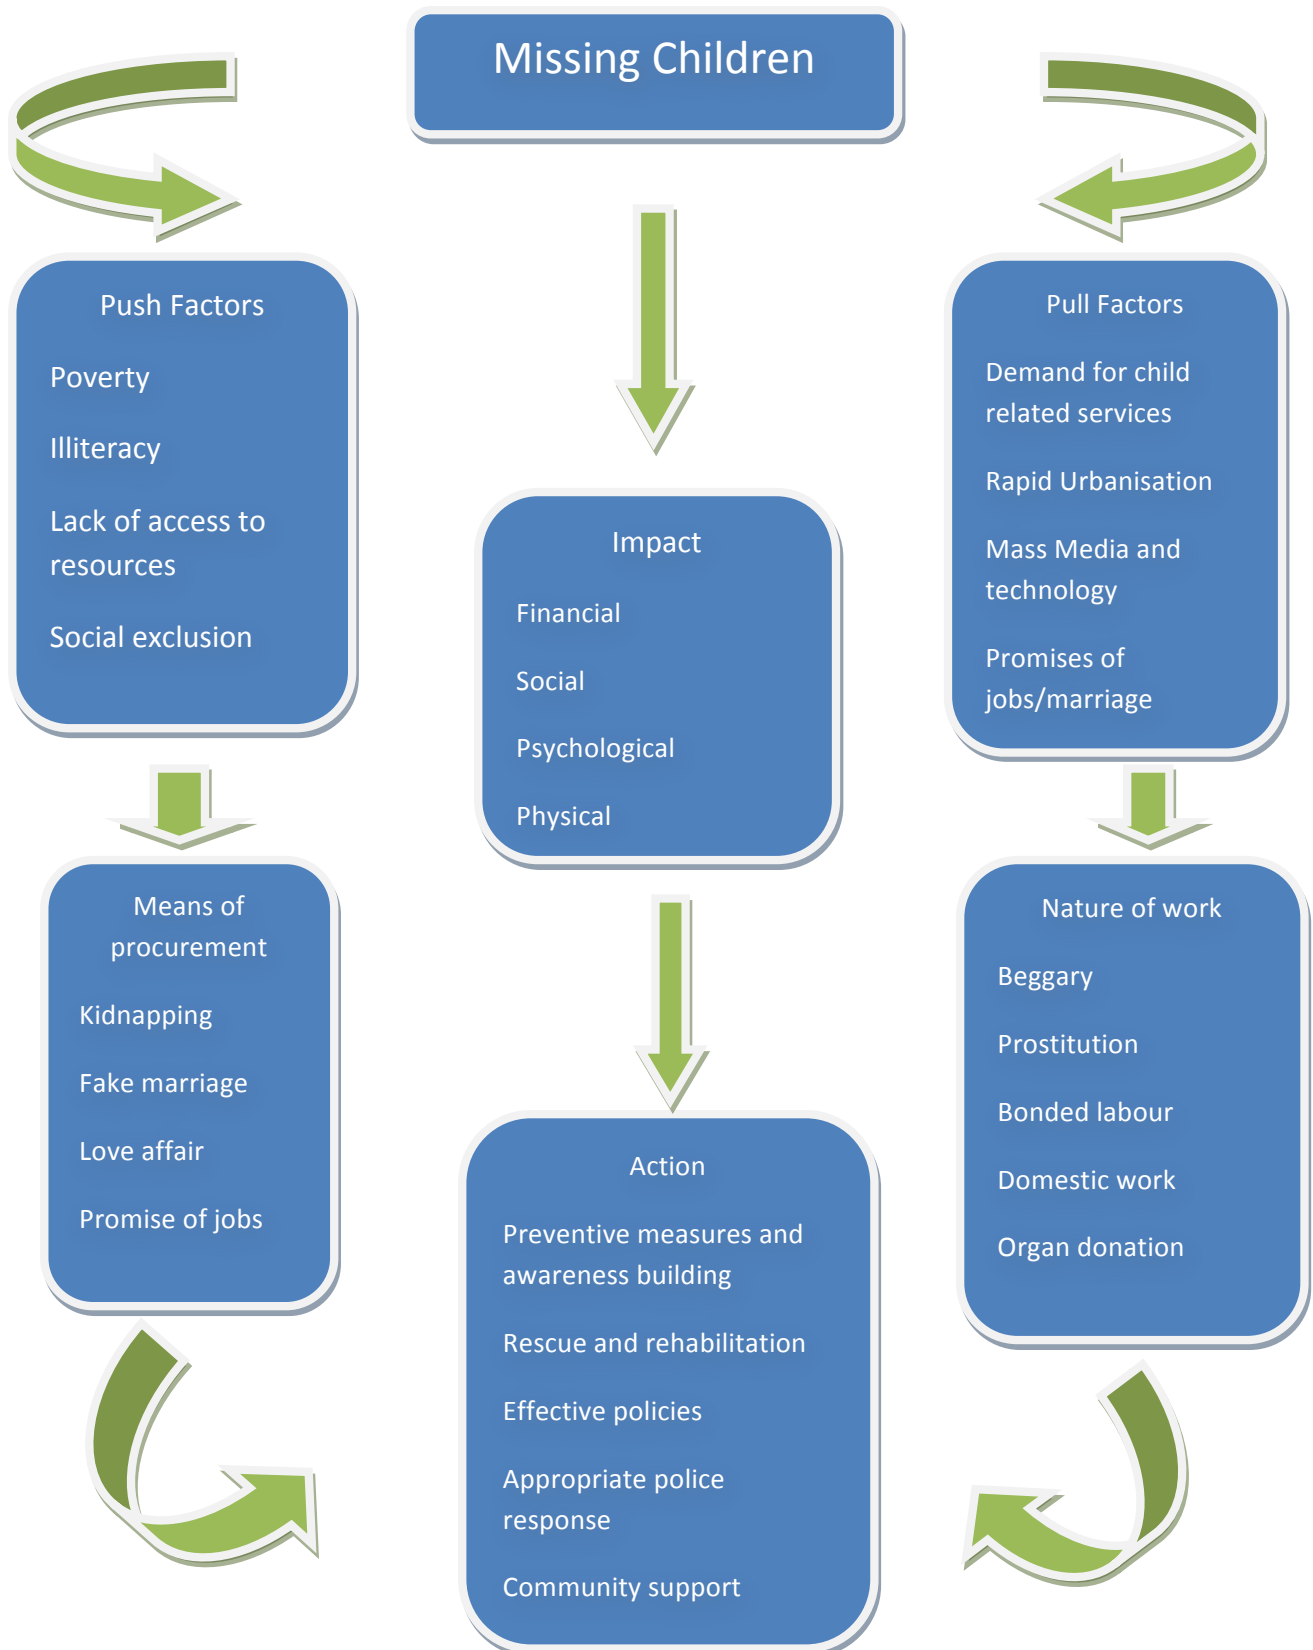 Missing Children
Push Factors
Poverty
Illiteracy
Lack of access to
resources
Social exclusion
Impact
Financial
Social
Psychological
Physical
Pull Factors
Demand for child
related services
Rapid Urbanisation
Mass Media and
technology
Promises of
jobs/marriage
Means of
procurement
Kidnapping
Fake marriage
Love affair
Promise of jobs
Action
Preventive measures and
awareness building
Rescue and rehabilitation
Effective policies
Appropriate police
response
Community support
Nature of work
Beggary
Prostitution
Bonded labour
Domestic work
Organ donation